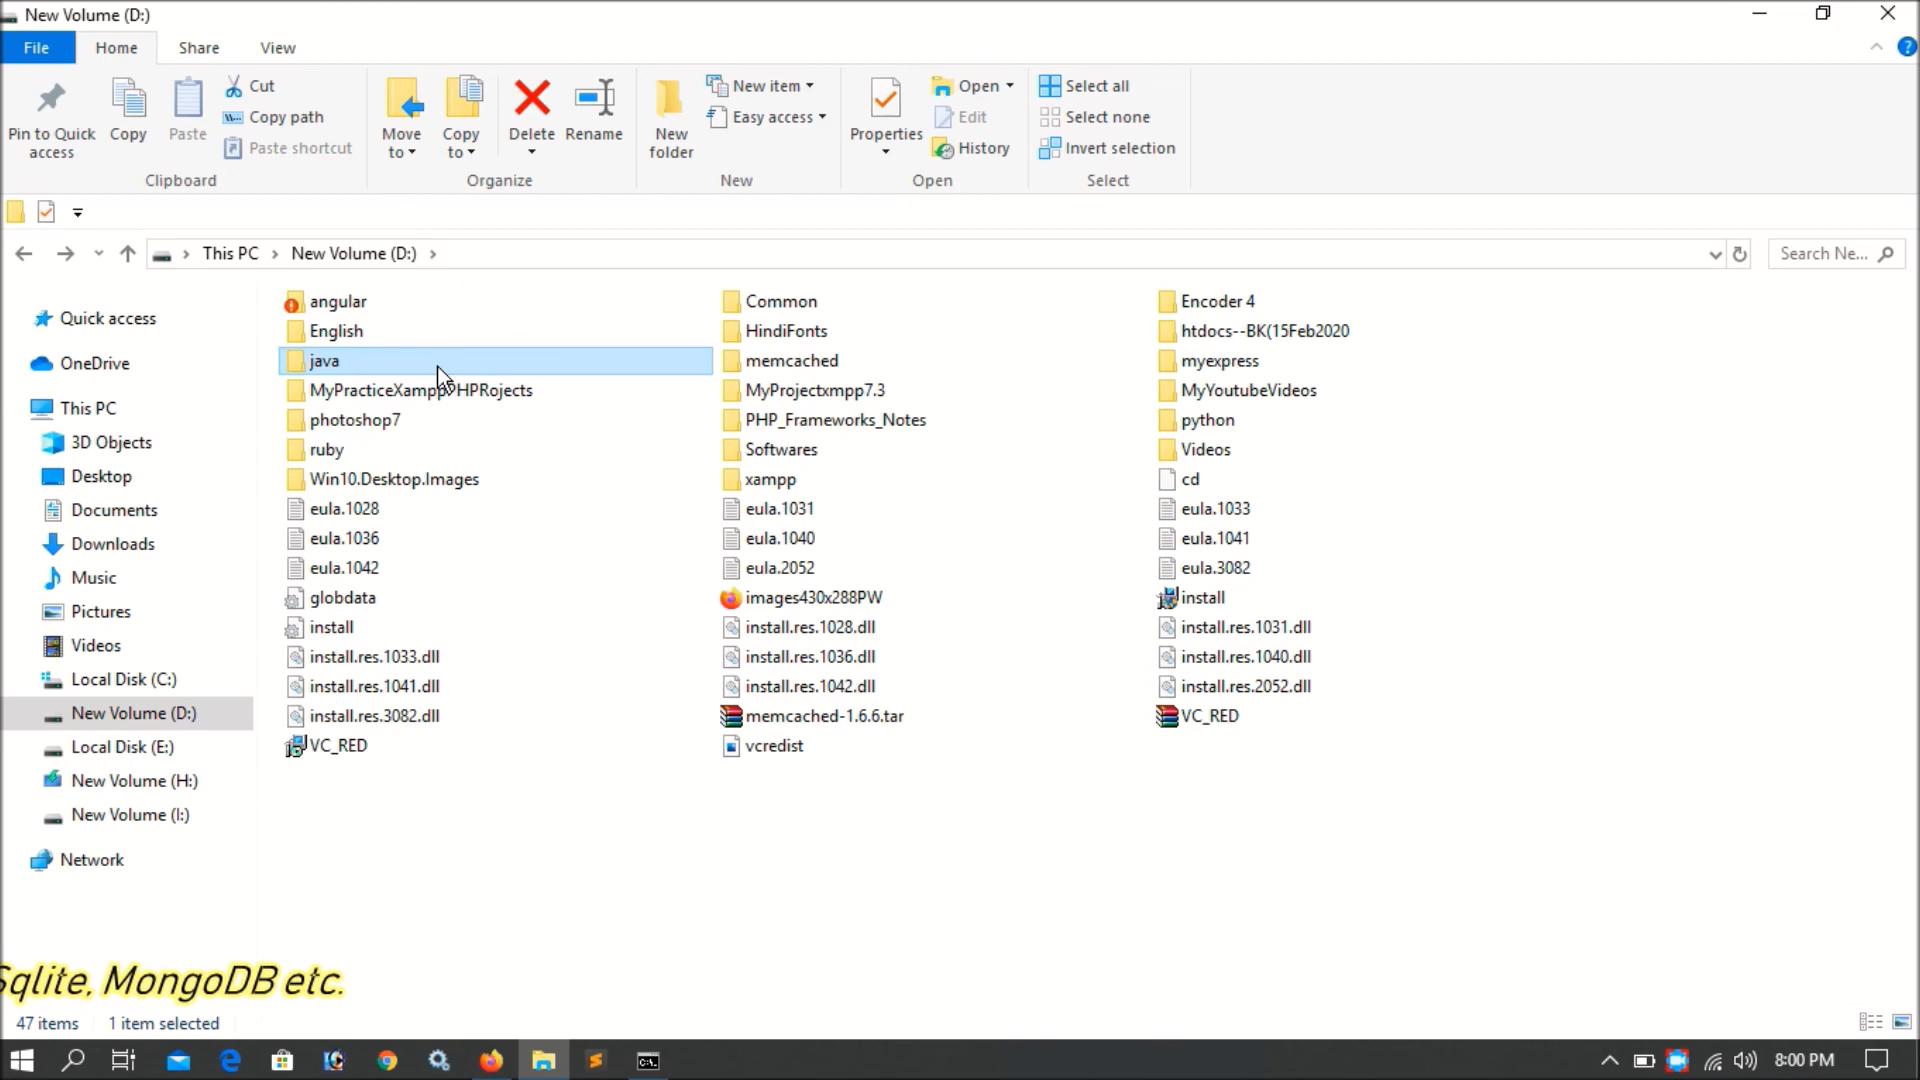 New Volume (D:)
File Home Share View
Pin to Quick access
Copy
Paste
Cut
Copy path
Paste shortcut
Clipboard
Move to
Copy to
Delete
Rename
Organize
New folder
New item
Easy access
New
Properties
Open
Edit
History
Open
Select all
Select none
Invert selection
Select
This PC > New Volume (D:) >
Search Ne...
Quick access
OneDrive
This PC
3D Objects
Desktop
Documents
Downloads
Music
Pictures
Videos
Local Disk (C:)
New Volume (D:)
Local Disk (E:)
New Volume (H:)
New Volume (I:)
Network
angular Common Encoder 4
English HindiFonts htdocs--BK(15Feb2020
java memcached myexpress
MyPracticeXampp HPRojects MyProjectxmpp7.3 MyYoutubeVideos
photoshop7 PHP_Frameworks_Notes python
ruby Softwares Videos
Win10.Desktop.Images xampp cd
eula.1028 eula.1031 eula.1033
eula.1036 eula.1040 eula.1041
eula.1042 eula.2052 eula.3082
globdata images430x288PW install
install install.res.1028.dll install.res.1031.dll
install.res.1033.dll install.res.1036.dll install.res.1040.dll
install.res.1041.dll install.res.1042.dll install.res.2052.dll
install.res.3082.dll memcached-1.6.6.tar VC_RED
VC_RED vcredist
Sqlite, MongoDB etc.
47 items 1 item selected
8:00 PM